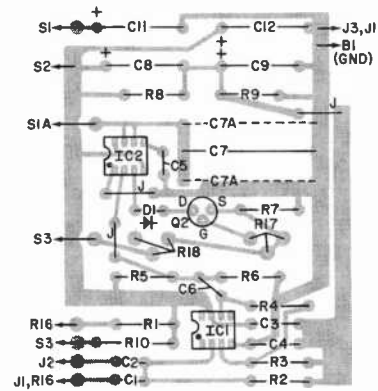 +
S1 C11 C12 J3,J1
B1
(GND)
+ +
S2 C8 C9
+
R8 R9
J
S1A C7A
IC2 C5 C7
C7A
J
D1 D S R7
Q2 G R17
S3 J R18
R5 R6
C6
R4
R16 R1 IC1 C3
S3 R10 C4
J2 C2 R3
J1,R16 C1 R2